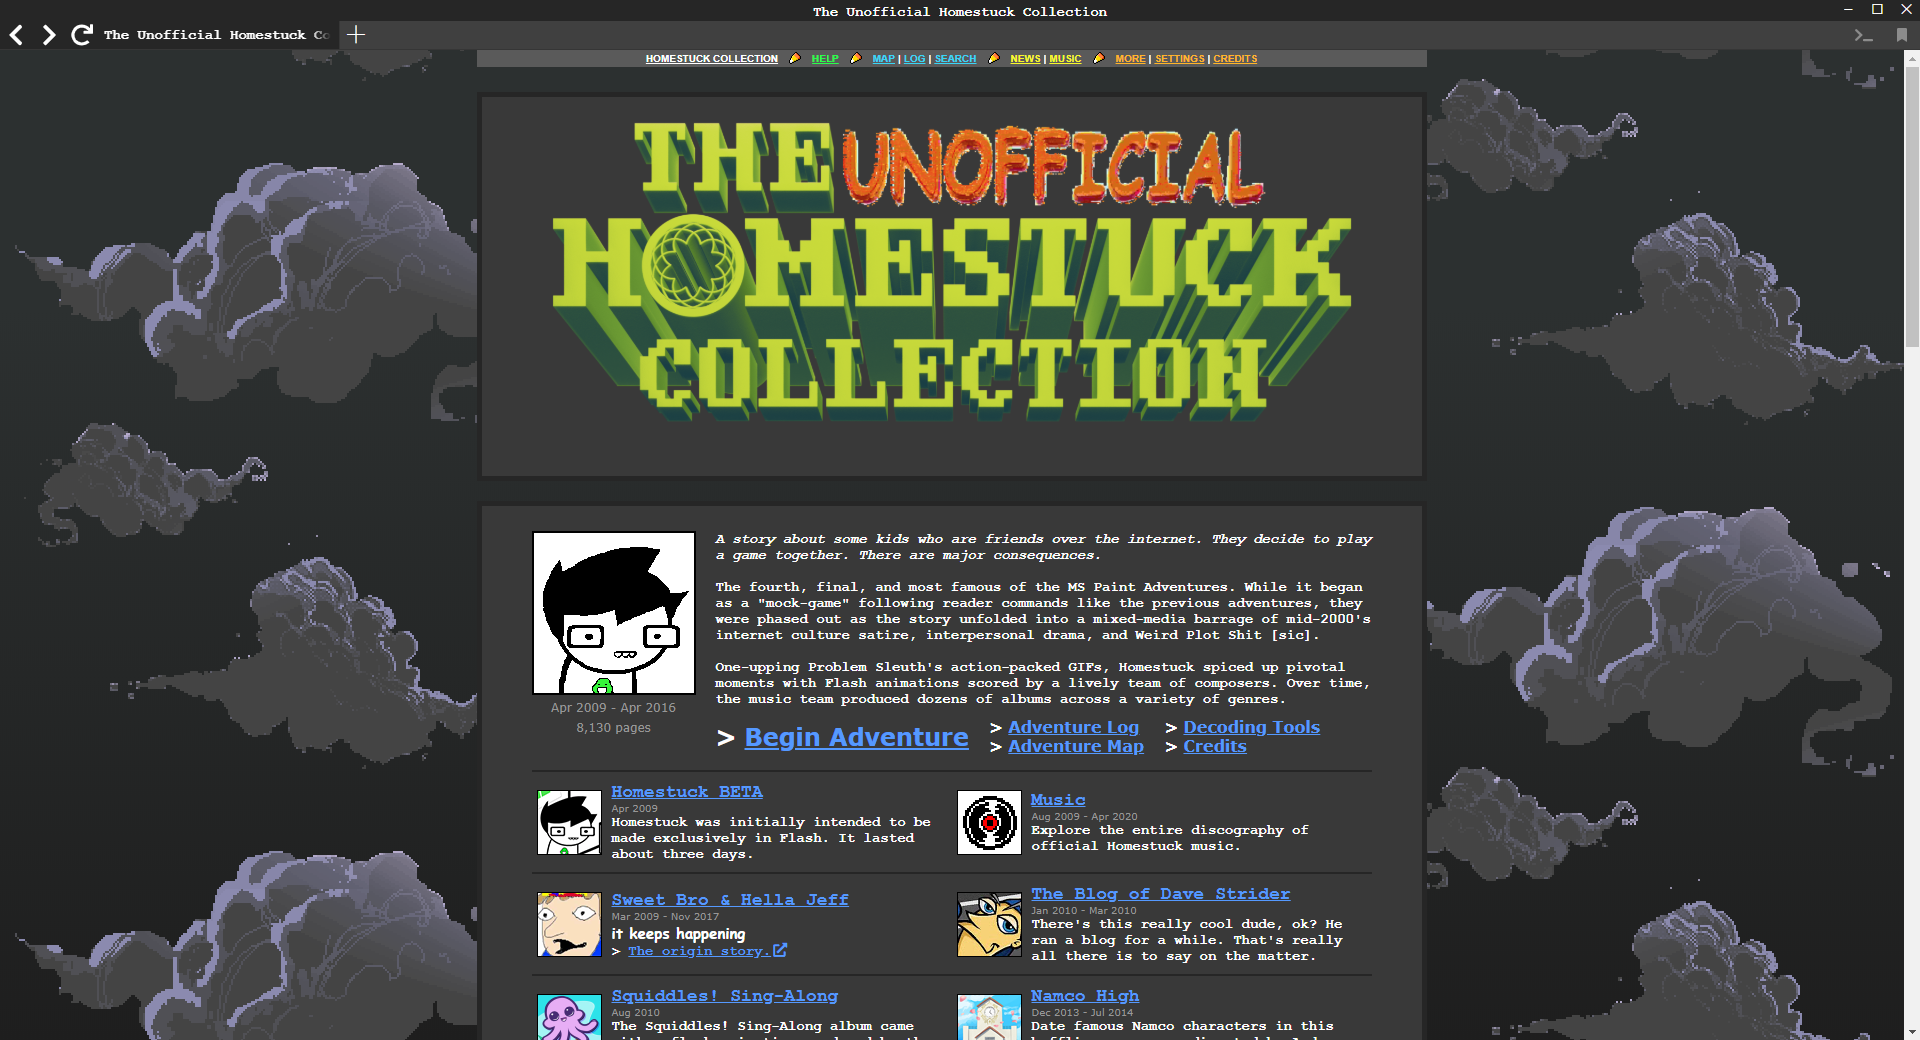 The Unofficial Homestuck Collection
The Unofficial Homestuck Co
HOMESTUCK COLLECTION HELP MAP | LOG | SEARCH NEWS | MUSIC MORE | SETTINGS | CREDITS
THE UNOFFICIAL
HOMESTUCK
COLLECTION
A story about some kids who are friends over the internet. They decide to play
a game together. There are major consequences.
The fourth, final, and most famous of the MS Paint Adventures. While it began
as a "mock-game" following reader commands like the previous adventures, they
were phased out as the story unfolded into a mixed-media barrage of mid-2000's
internet culture satire, interpersonal drama, and Weird Plot Shit [sic].
One-upping Problem Sleuth's action-packed GIFs, Homestuck spiced up pivotal
moments with Flash animations scored by a lively team of composers. Over time,
the music team produced dozens of albums across a variety of genres.
Apr 2009 - Apr 2016
8,130 pages
> Begin Adventure
> Adventure Log
> Adventure Map
> Decoding Tools
> Credits
Homestuck BETA
Apr 2009
Homestuck was initially intended to be
made exclusively in Flash. It lasted
about three days.
Music
Aug 2009 - Apr 2020
Explore the entire discography of
official Homestuck music.
Sweet Bro & Hella Jeff
Mar 2009 - Nov 2017
it keeps happening
> The origin story.
The Blog of Dave Strider
Jan 2010 - Mar 2010
There's this really cool dude, ok? He
ran a blog for a while. That's really
all there is to say on the matter.
Squiddles! Sing-Along
Aug 2010
The Squiddles! Sing-Along album came
Namco High
Dec 2013 - Jul 2014
Date famous Namco characters in this